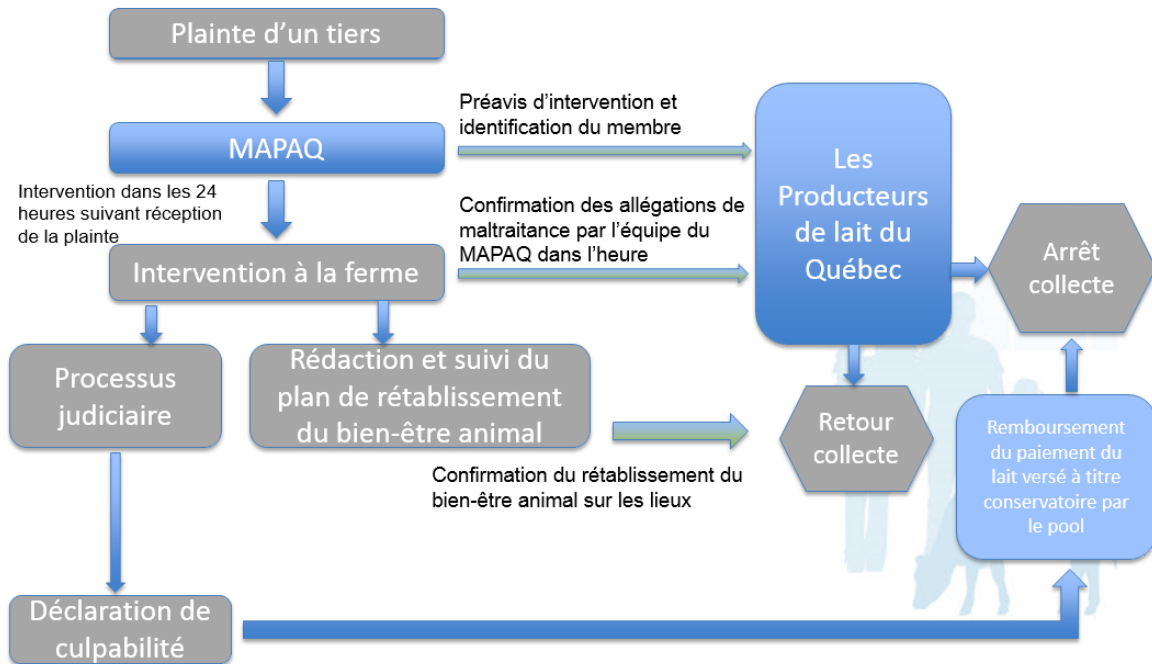 Plainte d'un tiers
Préavis d'intervention et
identification du membre
MAPAQ
Les
Producteurs
de lait du
Québec
Intervention dans les 24
heures suivant réception
de la plainte
Confirmation des allégations de
maltraitance par l'équipe du
MAPAQ dans l'heure
Intervention à la ferme
Arrêt
collecte
Processus
judiciaire
Rédaction et suivi du
plan de rétablissement
du bien-être animal
Retour
collecte
Remboursement
du paiement du
lait versé à titre
conservatoire par
le pool
Confirmation du rétablissement du
bien-être animal sur les lieux
Déclaration de
culpabilité